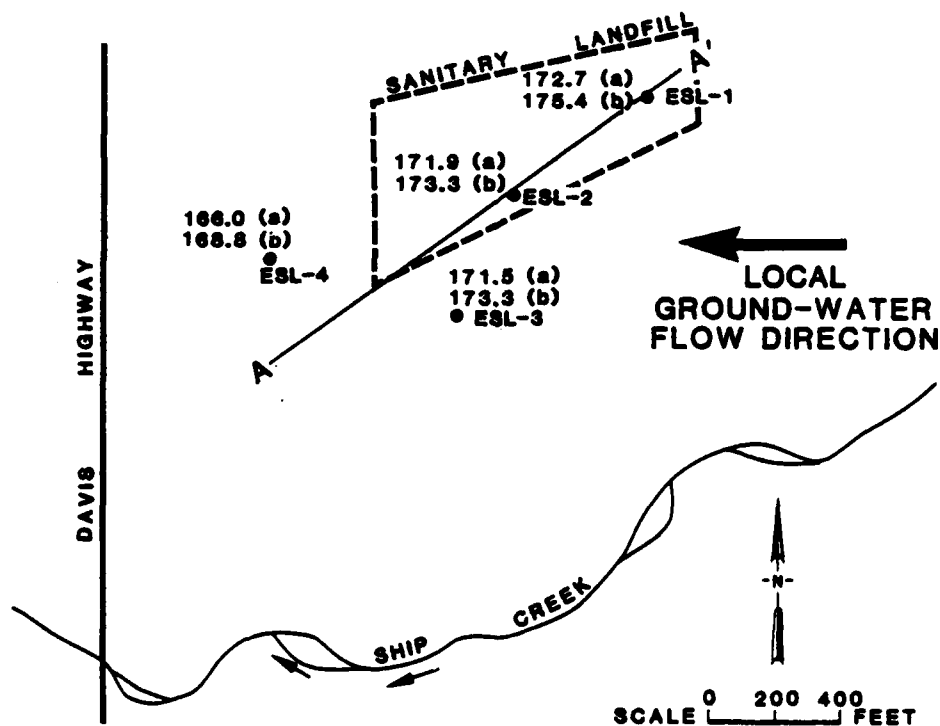 SANITARY LANDFILL
A'
172.7 (a)
175.4 (b)
ESL-1
171.9 (a)
173.3 (b)
ESL-2
166.0 (a)
168.8 (b)
ESL-4
171.5 (a)
173.3 (b)
ESL-3
A
LOCAL
GROUND-WATER
FLOW DIRECTION
DAVIS HIGHWAY
SHIP CREEK
-N-
SCALE 0 200 400 FEET